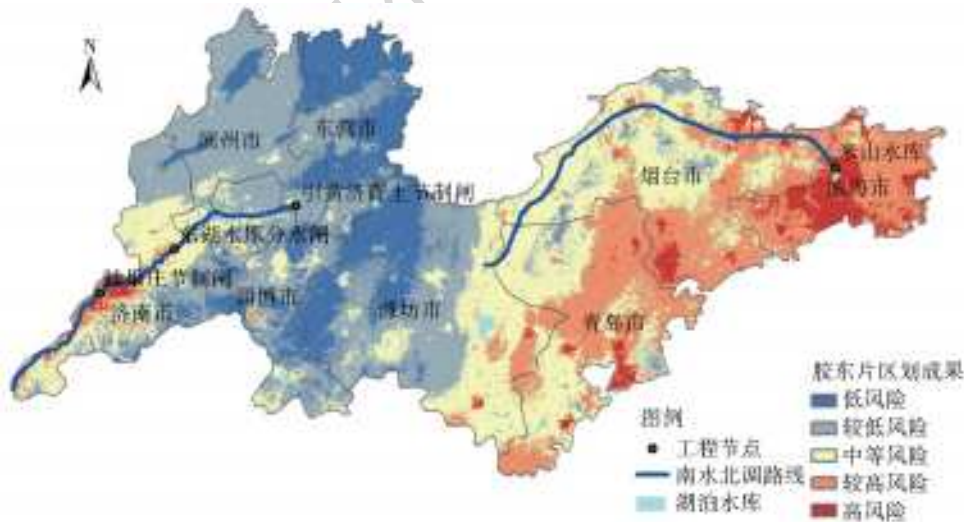 N
滨州市
东营市
引黄济青上节制闸
东湖水库分水闸
济南市
淄博市
潍坊市
烟台市
米山水库
威海市
青岛市
胶东片区划成果
低风险
较低风险
中等风险
较高风险
高风险
图例
工程节点
南水北调路线
湖泊水库